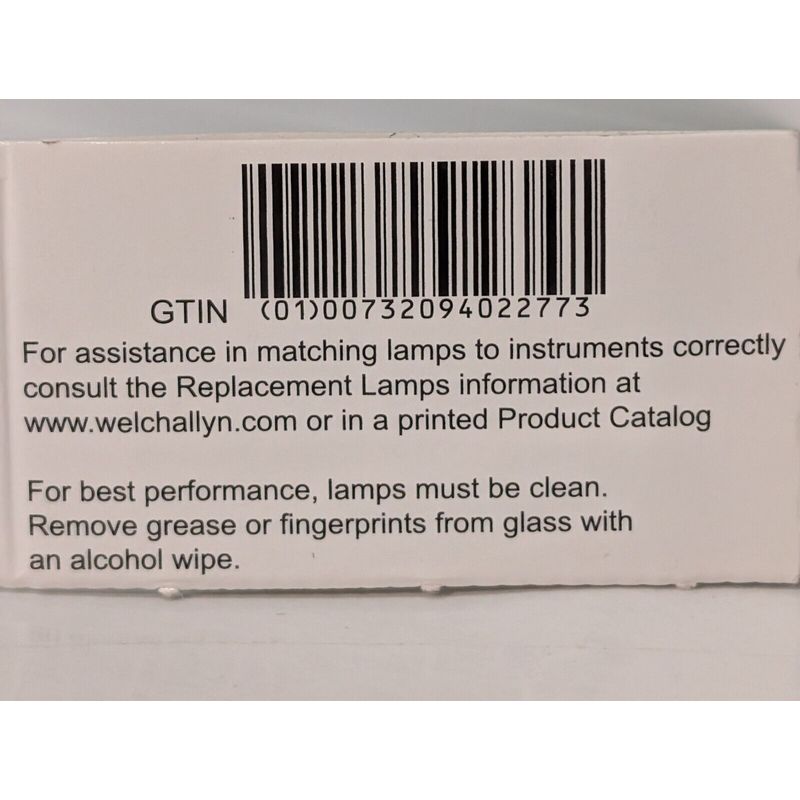 GTIN (01)00732094022773
For assistance in matching lamps to instruments correctly
consult the Replacement Lamps information at
www.welchallyn.com or in a printed Product Catalog
For best performance, lamps must be clean.
Remove grease or fingerprints from glass with
an alcohol wipe.